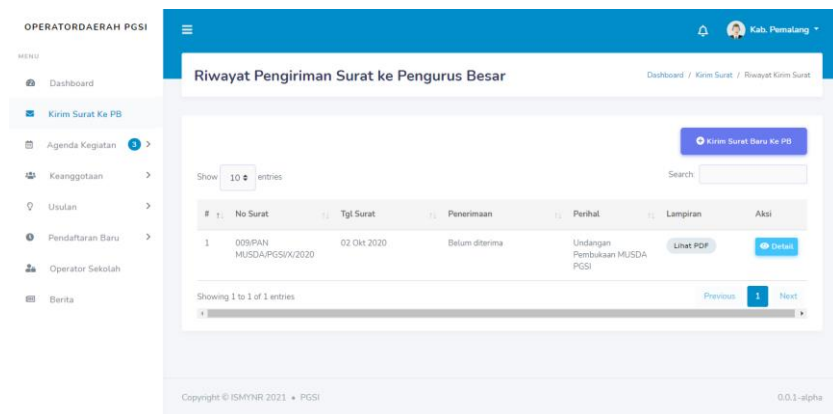 OPERATORDAERAH PGSI
Kab. Pemalang
MENU
Dashboard
Kirim Surat Ke PB
Agenda Kegiatan 3
Keanggotaan
Usulan
Pendaftaran Baru
Operator Sekolah
Berita
Riwayat Pengiriman Surat ke Pengurus Besar
Dashboard / Kirim Surat / Riwayat Kirim Surat
Kirim Surat Baru Ke PB
Show 10 entries
Search:
# No Surat Tgl Surat Penerimaan Perihal Lampiran Aksi
1 009/PAN 02 Okt 2020 Belum diterima Undangan Lihat PDF Detail
MUSDA/PGSI/X/2020 Pembukaan MUSDA
PGSI
Showing 1 to 1 of 1 entries
Previous 1 Next
Copyright © ISMYNR 2021 • PGSI
0.0.1-alpha